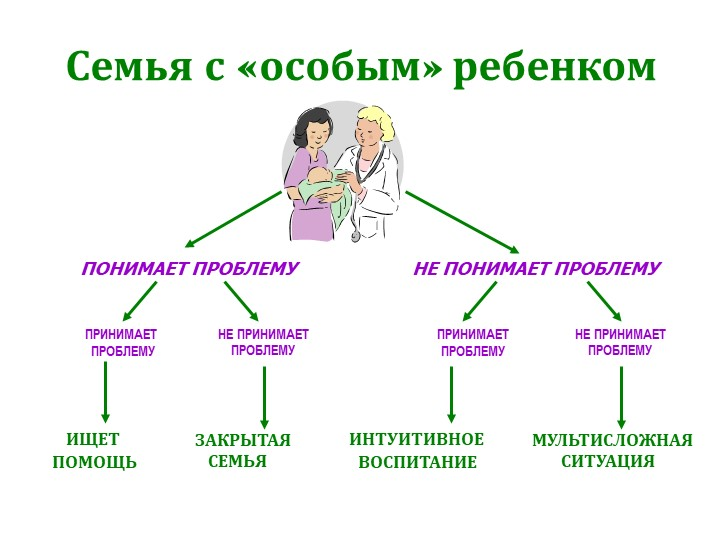 Семья с «особым» ребенком
ПОНИМАЕТ ПРОБЛЕМУ
НЕ ПОНИМАЕТ ПРОБЛЕМУ
ПРИНИМАЕТ
ПРОБЛЕМУ
НЕ ПРИНИМАЕТ
ПРОБЛЕМУ
ПРИНИМАЕТ
ПРОБЛЕМУ
НЕ ПРИНИМАЕТ
ПРОБЛЕМУ
ИЩЕТ
ПОМОЩЬ
ЗАКРЫТАЯ
СЕМЬЯ
ИНТУИТИВНОЕ
ВОСПИТАНИЕ
МУЛЬТИСЛОЖНАЯ
СИТУАЦИЯ